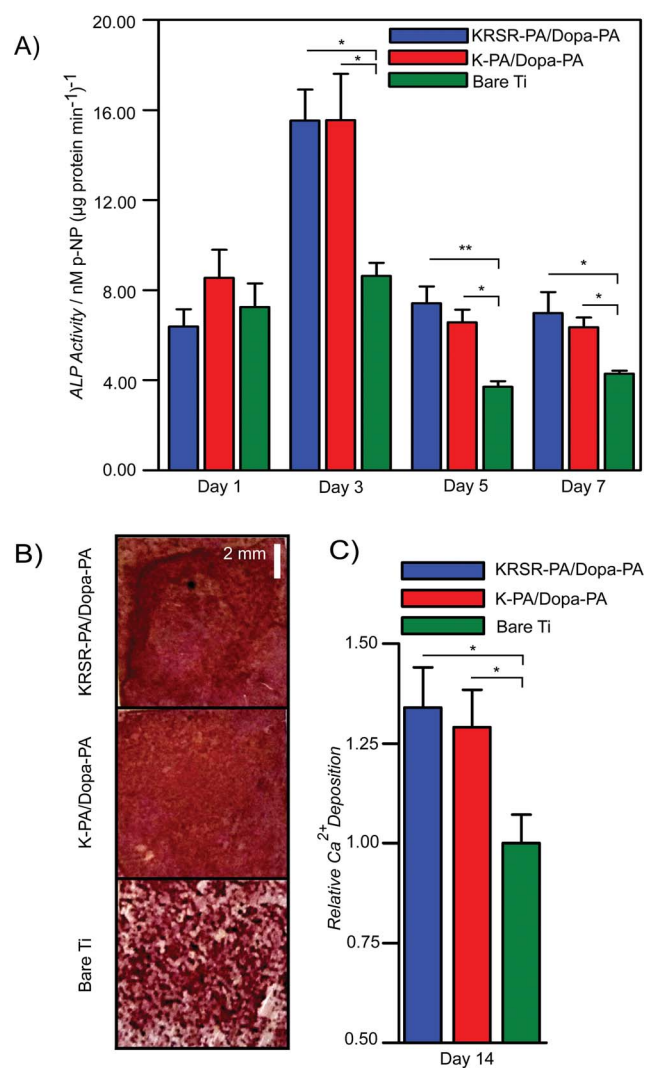 A)
KRSR-PA/Dopa-PA
K-PA/Dopa-PA
Bare Ti
*
*
**
*
*
*
ALP Activity / nM p-NP (µg protein min⁻¹)-1
20.00
16.00
12.00
8.00
4.00
0.00
Day 1
Day 3
Day 5
Day 7
B)
KRSR-PA/Dopa-PA
2 mm
K-PA/Dopa-PA
Bare Ti
C)
KRSR-PA/Dopa-PA
K-PA/Dopa-PA
Bare Ti
*
*
Relative Ca²⁺Deposition
1.50
1.25
1.00
0.75
0.50
Day 14